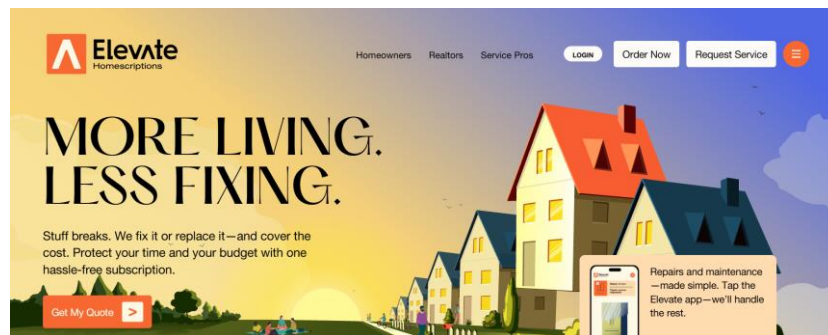 Elevate
Homescriptions
Homeowners Realtors Service Pros LOGIN Order Now Request Service
MORE LIVING.
LESS FIXING.
Stuff breaks. We fix it or replace it—and cover the
cost. Protect your time and your budget with one
hassle-free subscription.
Get My Quote >
Repairs and maintenance
—made simple. Tap the
Elevate app—we'll handle
the rest.